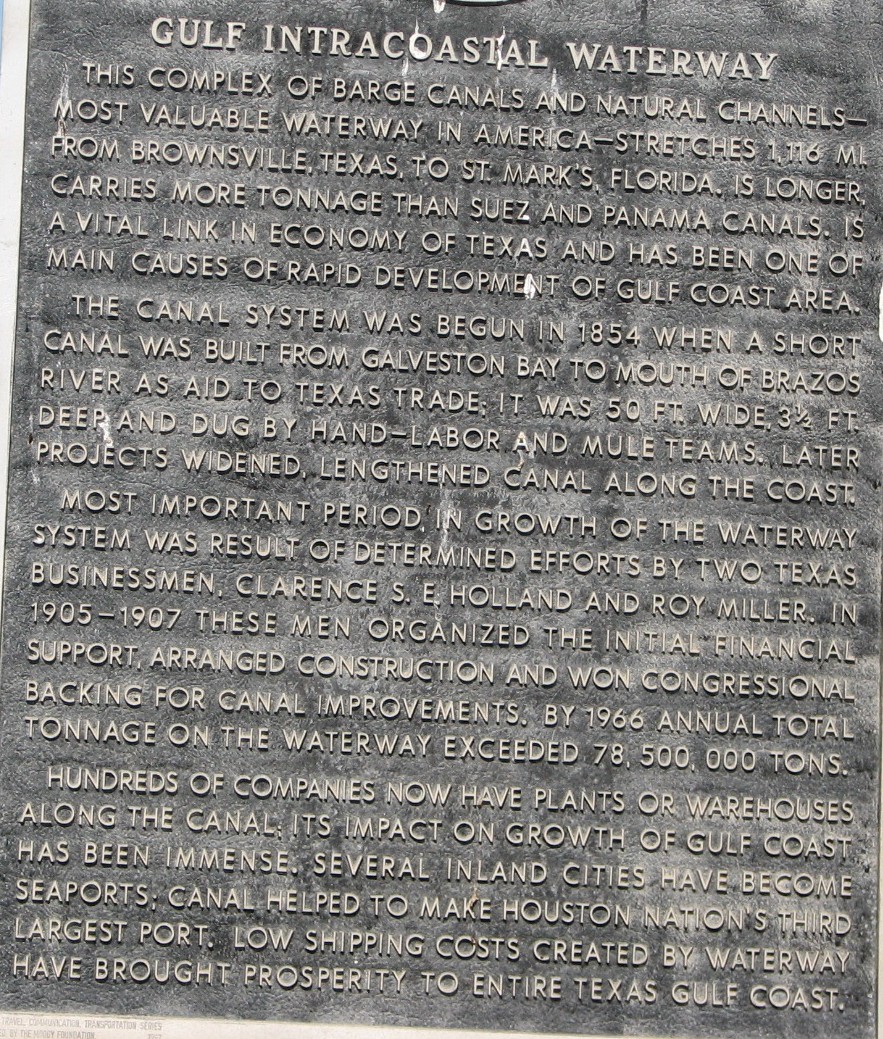 GULF INTRACOASTAL WATERWAY
THIS COMPLEX OF BARGE CANALS AND NATURAL CHANNELS—
MOST VALUABLE WATERWAY IN AMERICA—STRETCHES 1,116 MI.
FROM BROWNSVILLE, TEXAS, TO ST. MARK'S, FLORIDA. IS LONGER,
CARRIES MORE TONNAGE THAN SUEZ AND PANAMA CANALS. IS
A VITAL LINK IN ECONOMY OF TEXAS AND HAS BEEN ONE OF
MAIN CAUSES OF RAPID DEVELOPMENT OF GULF COAST AREA.
THE CANAL SYSTEM WAS BEGUN IN 1854 WHEN A SHORT
CANAL WAS BUILT FROM GALVESTON BAY TO MOUTH OF BRAZOS
RIVER AS AID TO TEXAS TRADE; IT WAS 50 FT. WIDE, 3½ FT.
DEEP AND DUG BY HAND-LABOR AND MULE TEAMS. LATER
PROJECTS WIDENED, LENGTHENED CANAL ALONG THE COAST.
MOST IMPORTANT PERIOD IN GROWTH OF THE WATERWAY
SYSTEM WAS RESULT OF DETERMINED EFFORTS BY TWO TEXAS
BUSINESSMEN, CLARENCE S. E. HOLLAND AND ROY MILLER. IN
1905-1907 THESE MEN ORGANIZED THE INITIAL FINANCIAL
SUPPORT, ARRANGED CONSTRUCTION AND WON CONGRESSIONAL
BACKING FOR CANAL IMPROVEMENTS. BY 1966 ANNUAL TOTAL
TONNAGE ON THE WATERWAY EXCEEDED 78,500,000 TONS.
HUNDREDS OF COMPANIES NOW HAVE PLANTS OR WAREHOUSES
ALONG THE CANAL; ITS IMPACT ON GROWTH OF GULF COAST
HAS BEEN IMMENSE. SEVERAL INLAND CITIES HAVE BECOME
SEAPORTS; CANAL HELPED TO MAKE HOUSTON NATION'S THIRD
LARGEST PORT. LOW SHIPPING COSTS CREATED BY WATERWAY
HAVE BROUGHT PROSPERITY TO ENTIRE TEXAS GULF COAST.
TRAVEL, COMMUNICATION, TRANSPORTATION SERIES
BY THE MOODY FOUNDATION